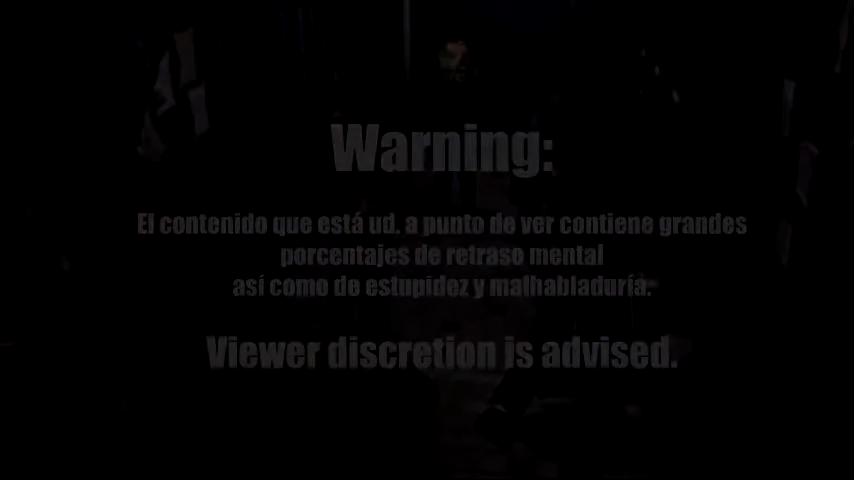 Warning:
El contenido que está ud. a punto de ver contiene grandes
porcentajes de retraso mental
así como de estupidez y malhabladuría.
Viewer discretion is advised.